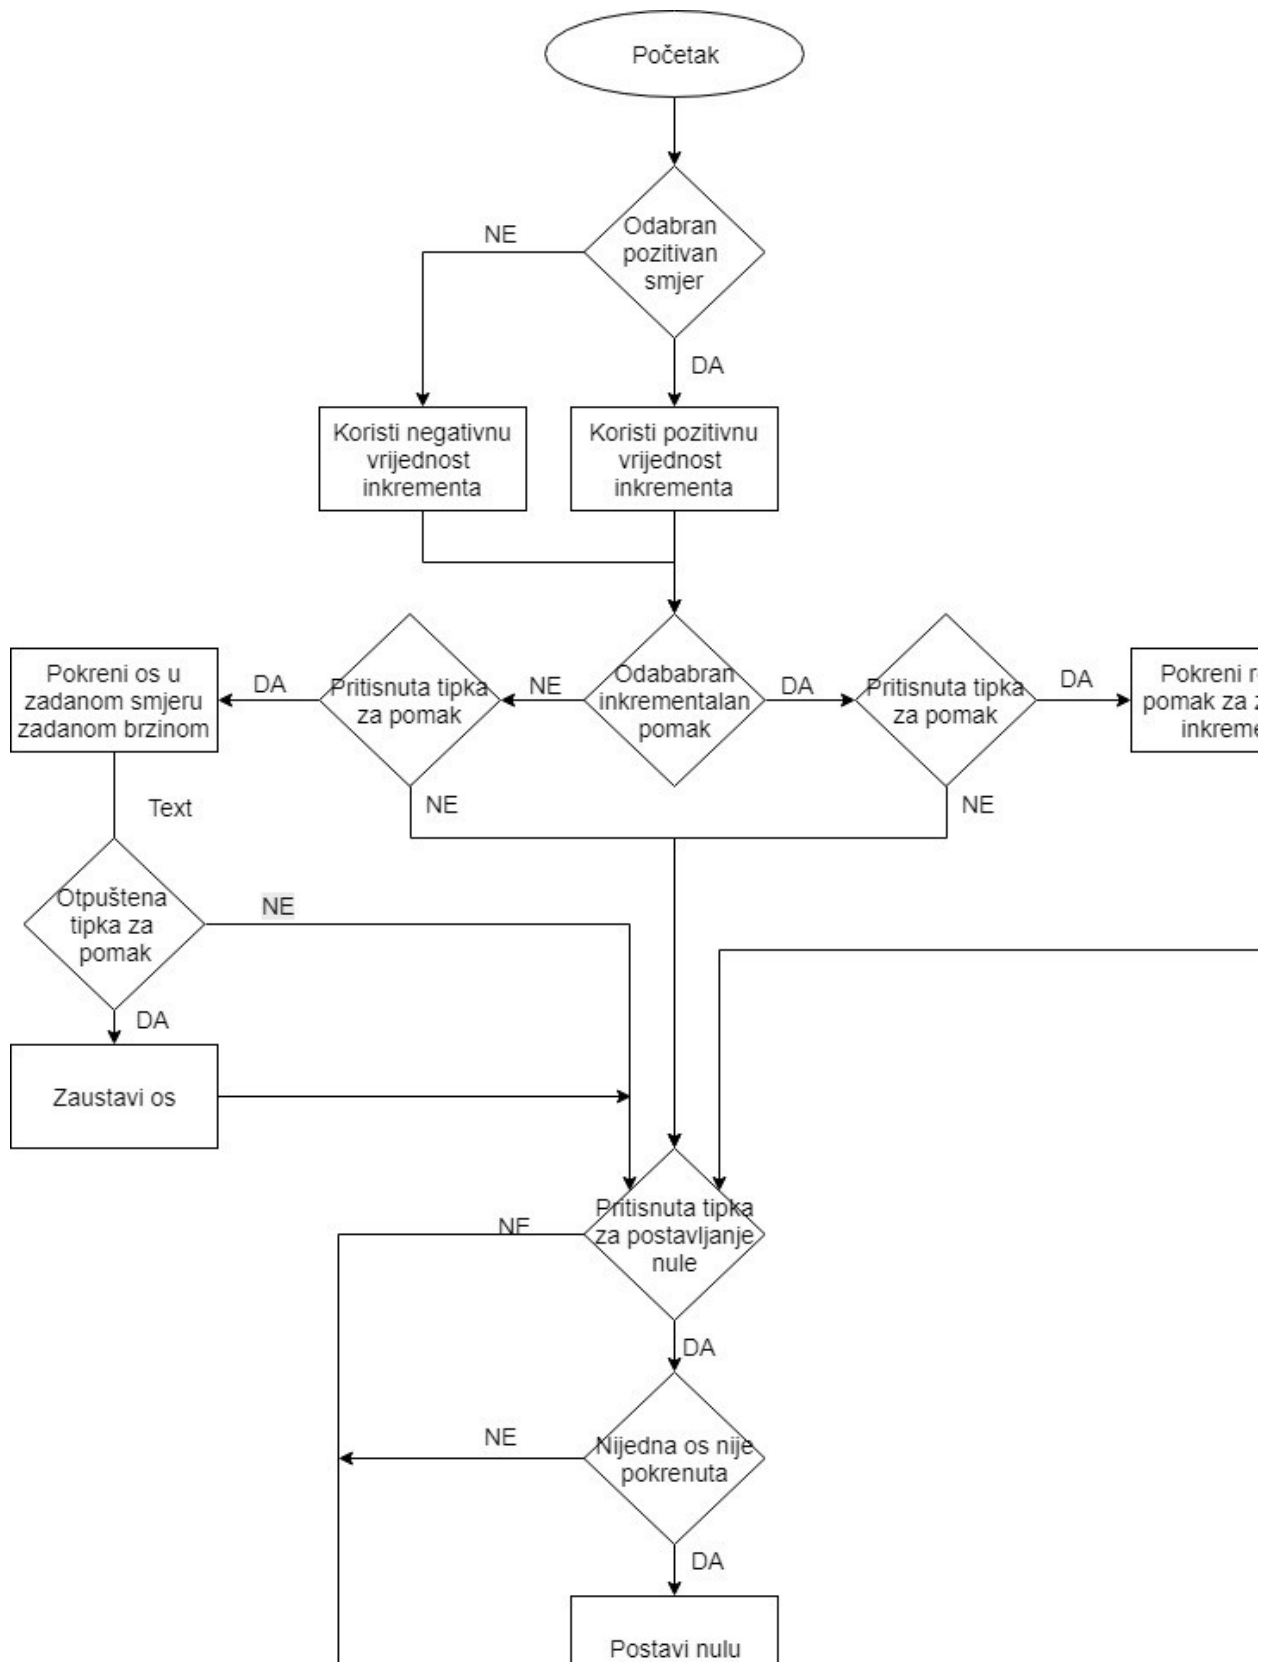 Početak
Odabran
pozitivan
smjer
NE
DA
Koristi negativnu
vrijednost
inkrementa
Koristi pozitivnu
vrijednost
inkrementa
Pokreni os u
zadanom smjeru
zadanom brzinom
DA
Pritisnuta tipka
za pomak
NE
Odababran
inkrementalan
pomak
DA
Pritisnuta tipka
za pomak
DA
Pokreni
pomak za
Text
NE
NE
Otpuštena
tipka za
pomak
NE
DA
Zaustavi os
Pritisnuta tipka
za postavljanje
nule
NE
DA
Nijedna os nije
pokrenuta
NE
DA
Postavi nulu